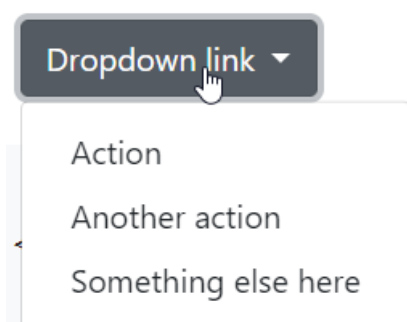 Dropdown link
Action
Another action
Something else here